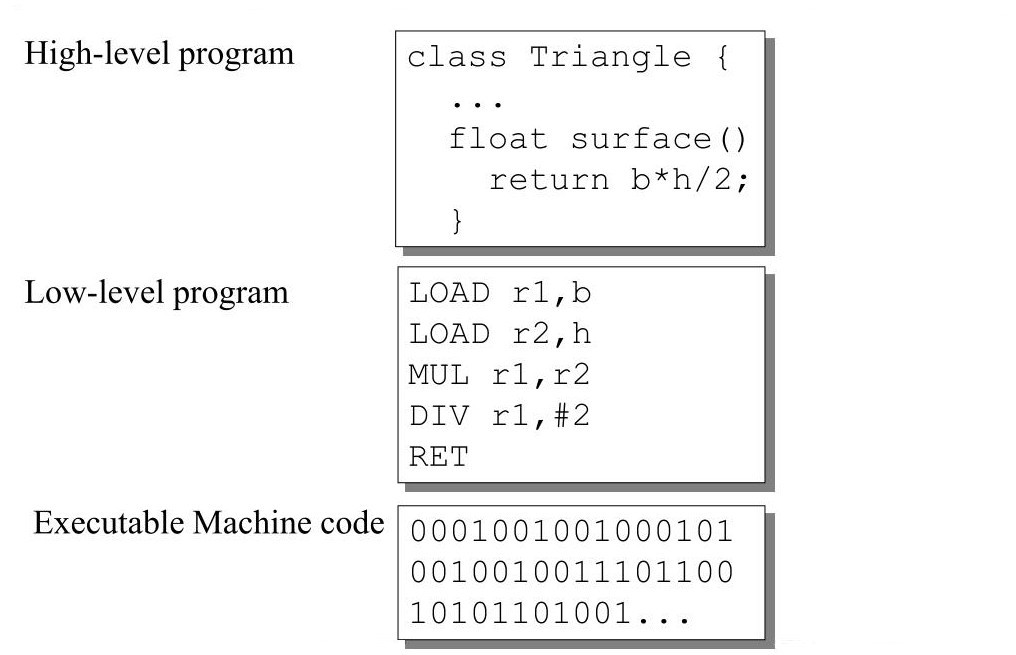 High-level program
class Triangle {
...
float surface()
return b*h/2;
}
Low-level program
LOAD r1,b
LOAD r2,h
MUL r1,r2
DIV r1,#2
RET
Executable Machine code
0001001001000101
0010010011101100
10101101001...